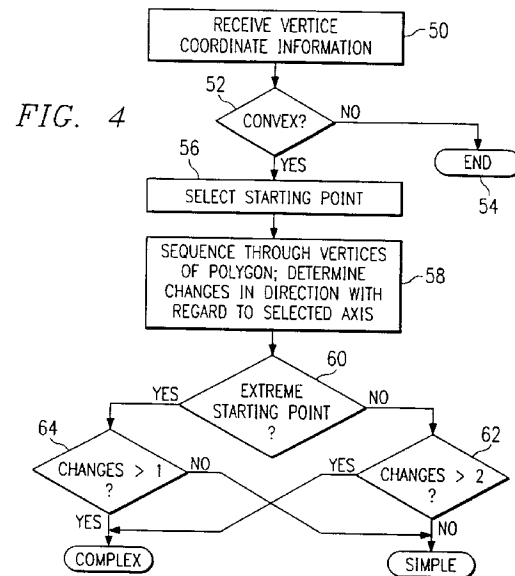 FIG. 4
RECEIVE VERTICE
COORDINATE INFORMATION
50
52
CONVEX?
NO
YES
END
54
56
SELECT STARTING POINT
SEQUENCE THROUGH VERTICES
OF POLYGON; DETERMINE
CHANGES IN DIRECTION WITH
REGARD TO SELECTED AXIS
58
60
YES
EXTREME
STARTING POINT
?
NO
64
CHANGES > 1
?
NO
YES
62
YES
CHANGES > 2
?
NO
COMPLEX
SIMPLE